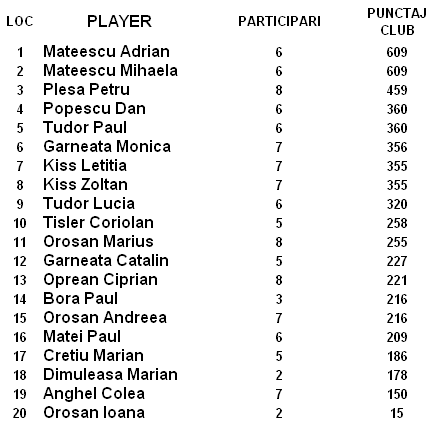 LOC PLAYER PARTICIPARI PUNCTAJ CLUB
1 Mateescu Adrian 6 609
2 Mateescu Mihaela 6 609
3 Plesa Petru 8 459
4 Popescu Dan 6 360
5 Tudor Paul 6 360
6 Garneata Monica 7 356
7 Kiss Letitia 7 355
8 Kiss Zoltan 7 355
9 Tudor Lucia 6 320
10 Tisler Coriolan 5 258
11 Orosan Marius 8 255
12 Garneata Catalin 5 227
13 Oprean Ciprian 8 221
14 Bora Paul 3 216
15 Orosan Andreea 7 216
16 Matei Paul 6 209
17 Cretiu Marian 5 186
18 Dimuleasa Marian 2 178
19 Anghel Colea 7 150
20 Orosan Ioana 2 15